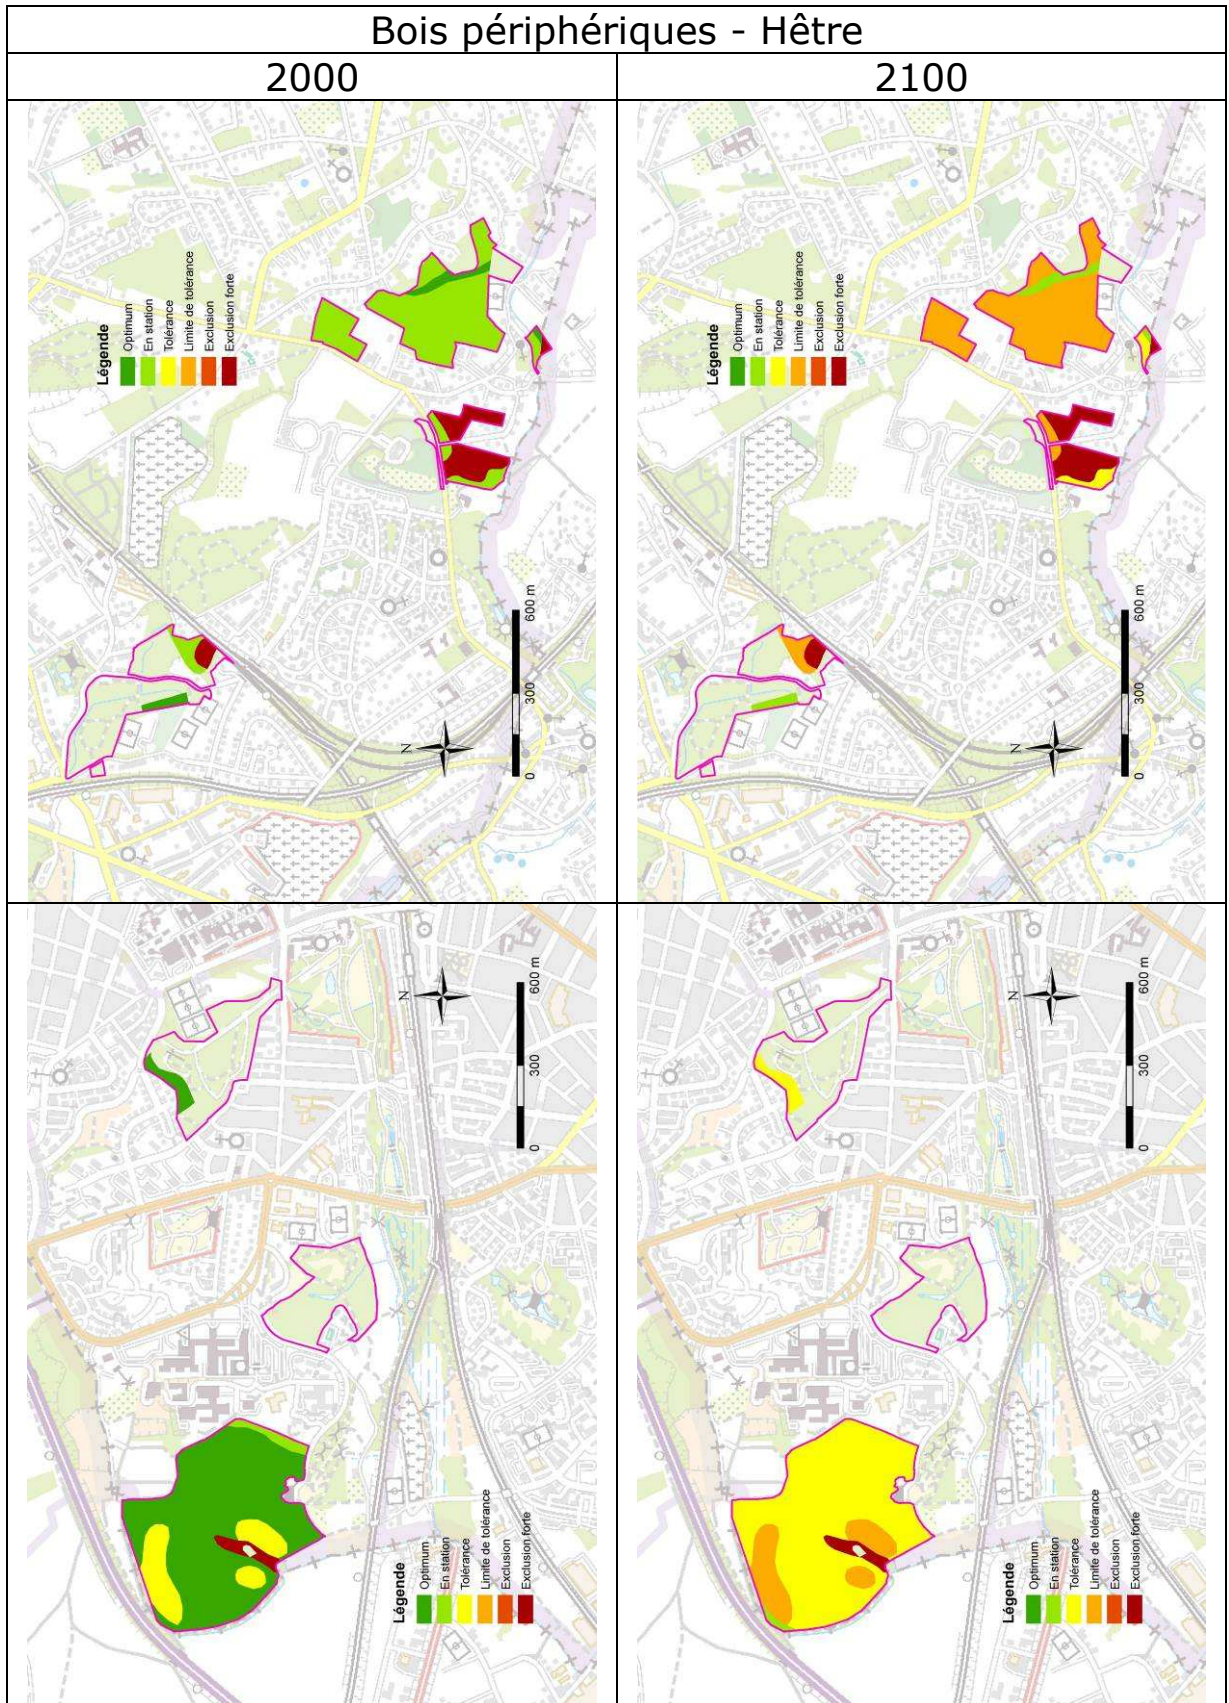 Bois périphériques - Hêtre
2000
2100
Légende
Optimum
En station
Tolérance
Limite de tolérance
Exclusion
Exclusion forte
N
0
300
600 m
Légende
Optimum
En station
Tolérance
Limite de tolérance
Exclusion
Exclusion forte
N
0
300
600 m
Légende
Optimum
En station
Tolérance
Limite de tolérance
Exclusion
Exclusion forte
N
0
300
600 m
Légende
Optimum
En station
Tolérance
Limite de tolérance
Exclusion
Exclusion forte
N
0
300
600 m